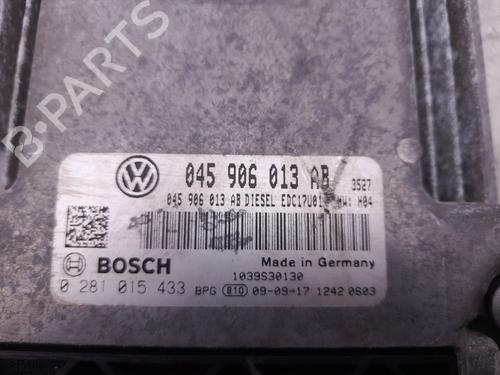 B-PARTS
045 906 013 AB 3527
045 906 013 AB DIESEL EDC17U01 HW: H04
BOSCH Made in Germany
1039S30130
0 281 015 433 BPG 810 09-09-17 1242 0603